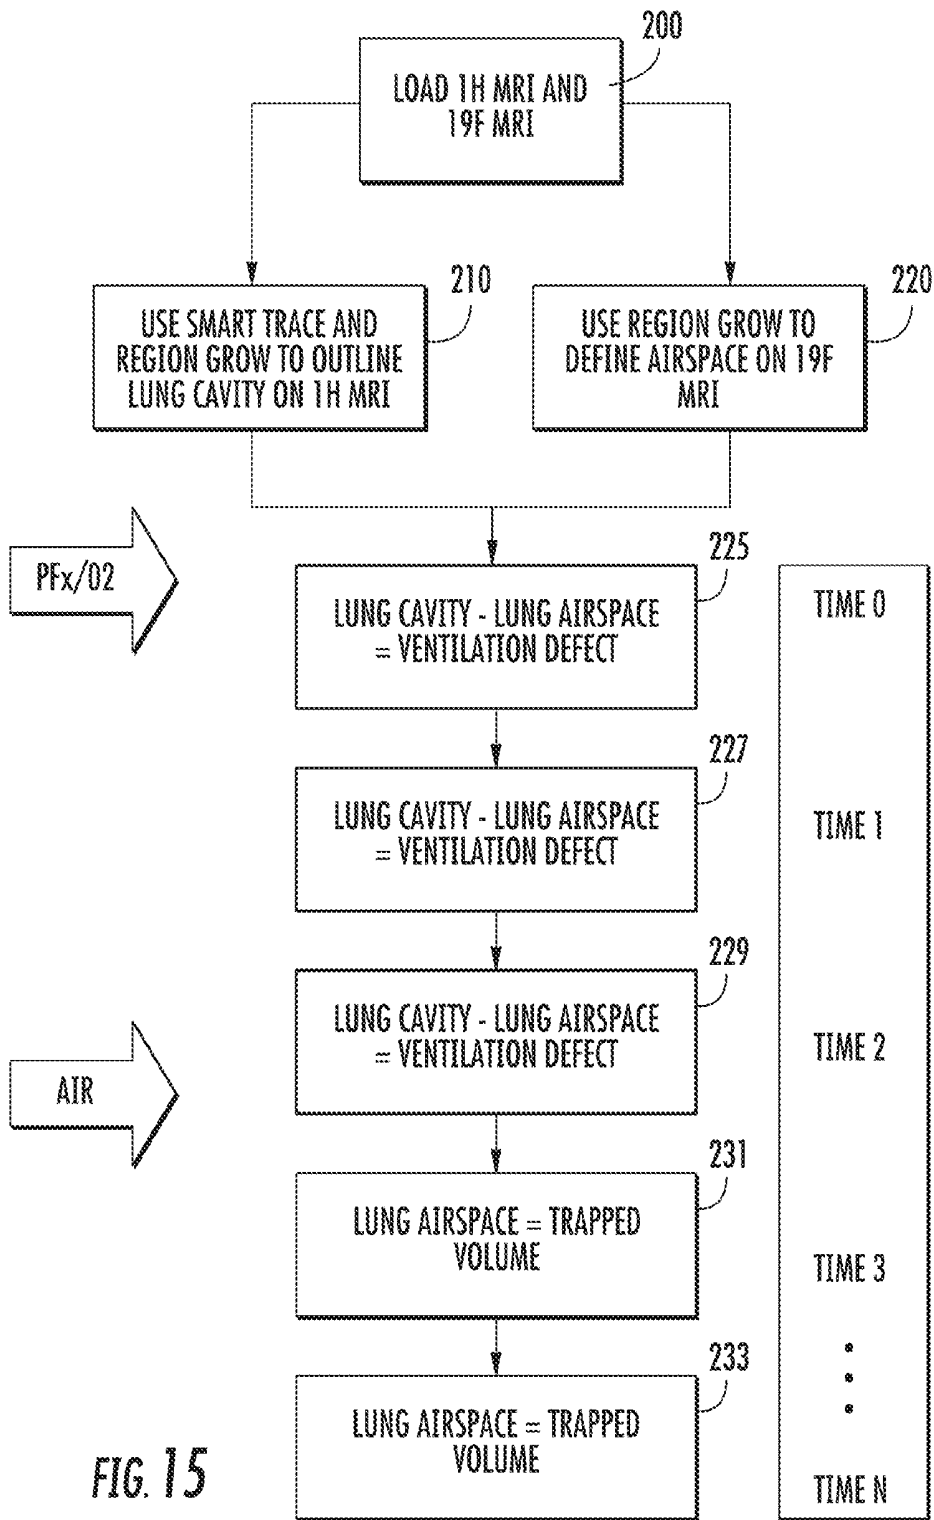 200
LOAD 1H MRI AND
19F MRI
210
USE SMART TRACE AND
REGION GROW TO OUTLINE
LUNG CAVITY ON 1H MRI
220
USE REGION GROW TO
DEFINE AIRSPACE ON 19F
MRI
PFx/02
225
LUNG CAVITY - LUNG AIRSPACE
= VENTILATION DEFECT
TIME 0
227
LUNG CAVITY - LUNG AIRSPACE
= VENTILATION DEFECT
TIME 1
229
LUNG CAVITY - LUNG AIRSPACE
= VENTILATION DEFECT
TIME 2
AIR
231
LUNG AIRSPACE = TRAPPED
VOLUME
TIME 3
233
LUNG AIRSPACE = TRAPPED
VOLUME
TIME N
FIG. 15